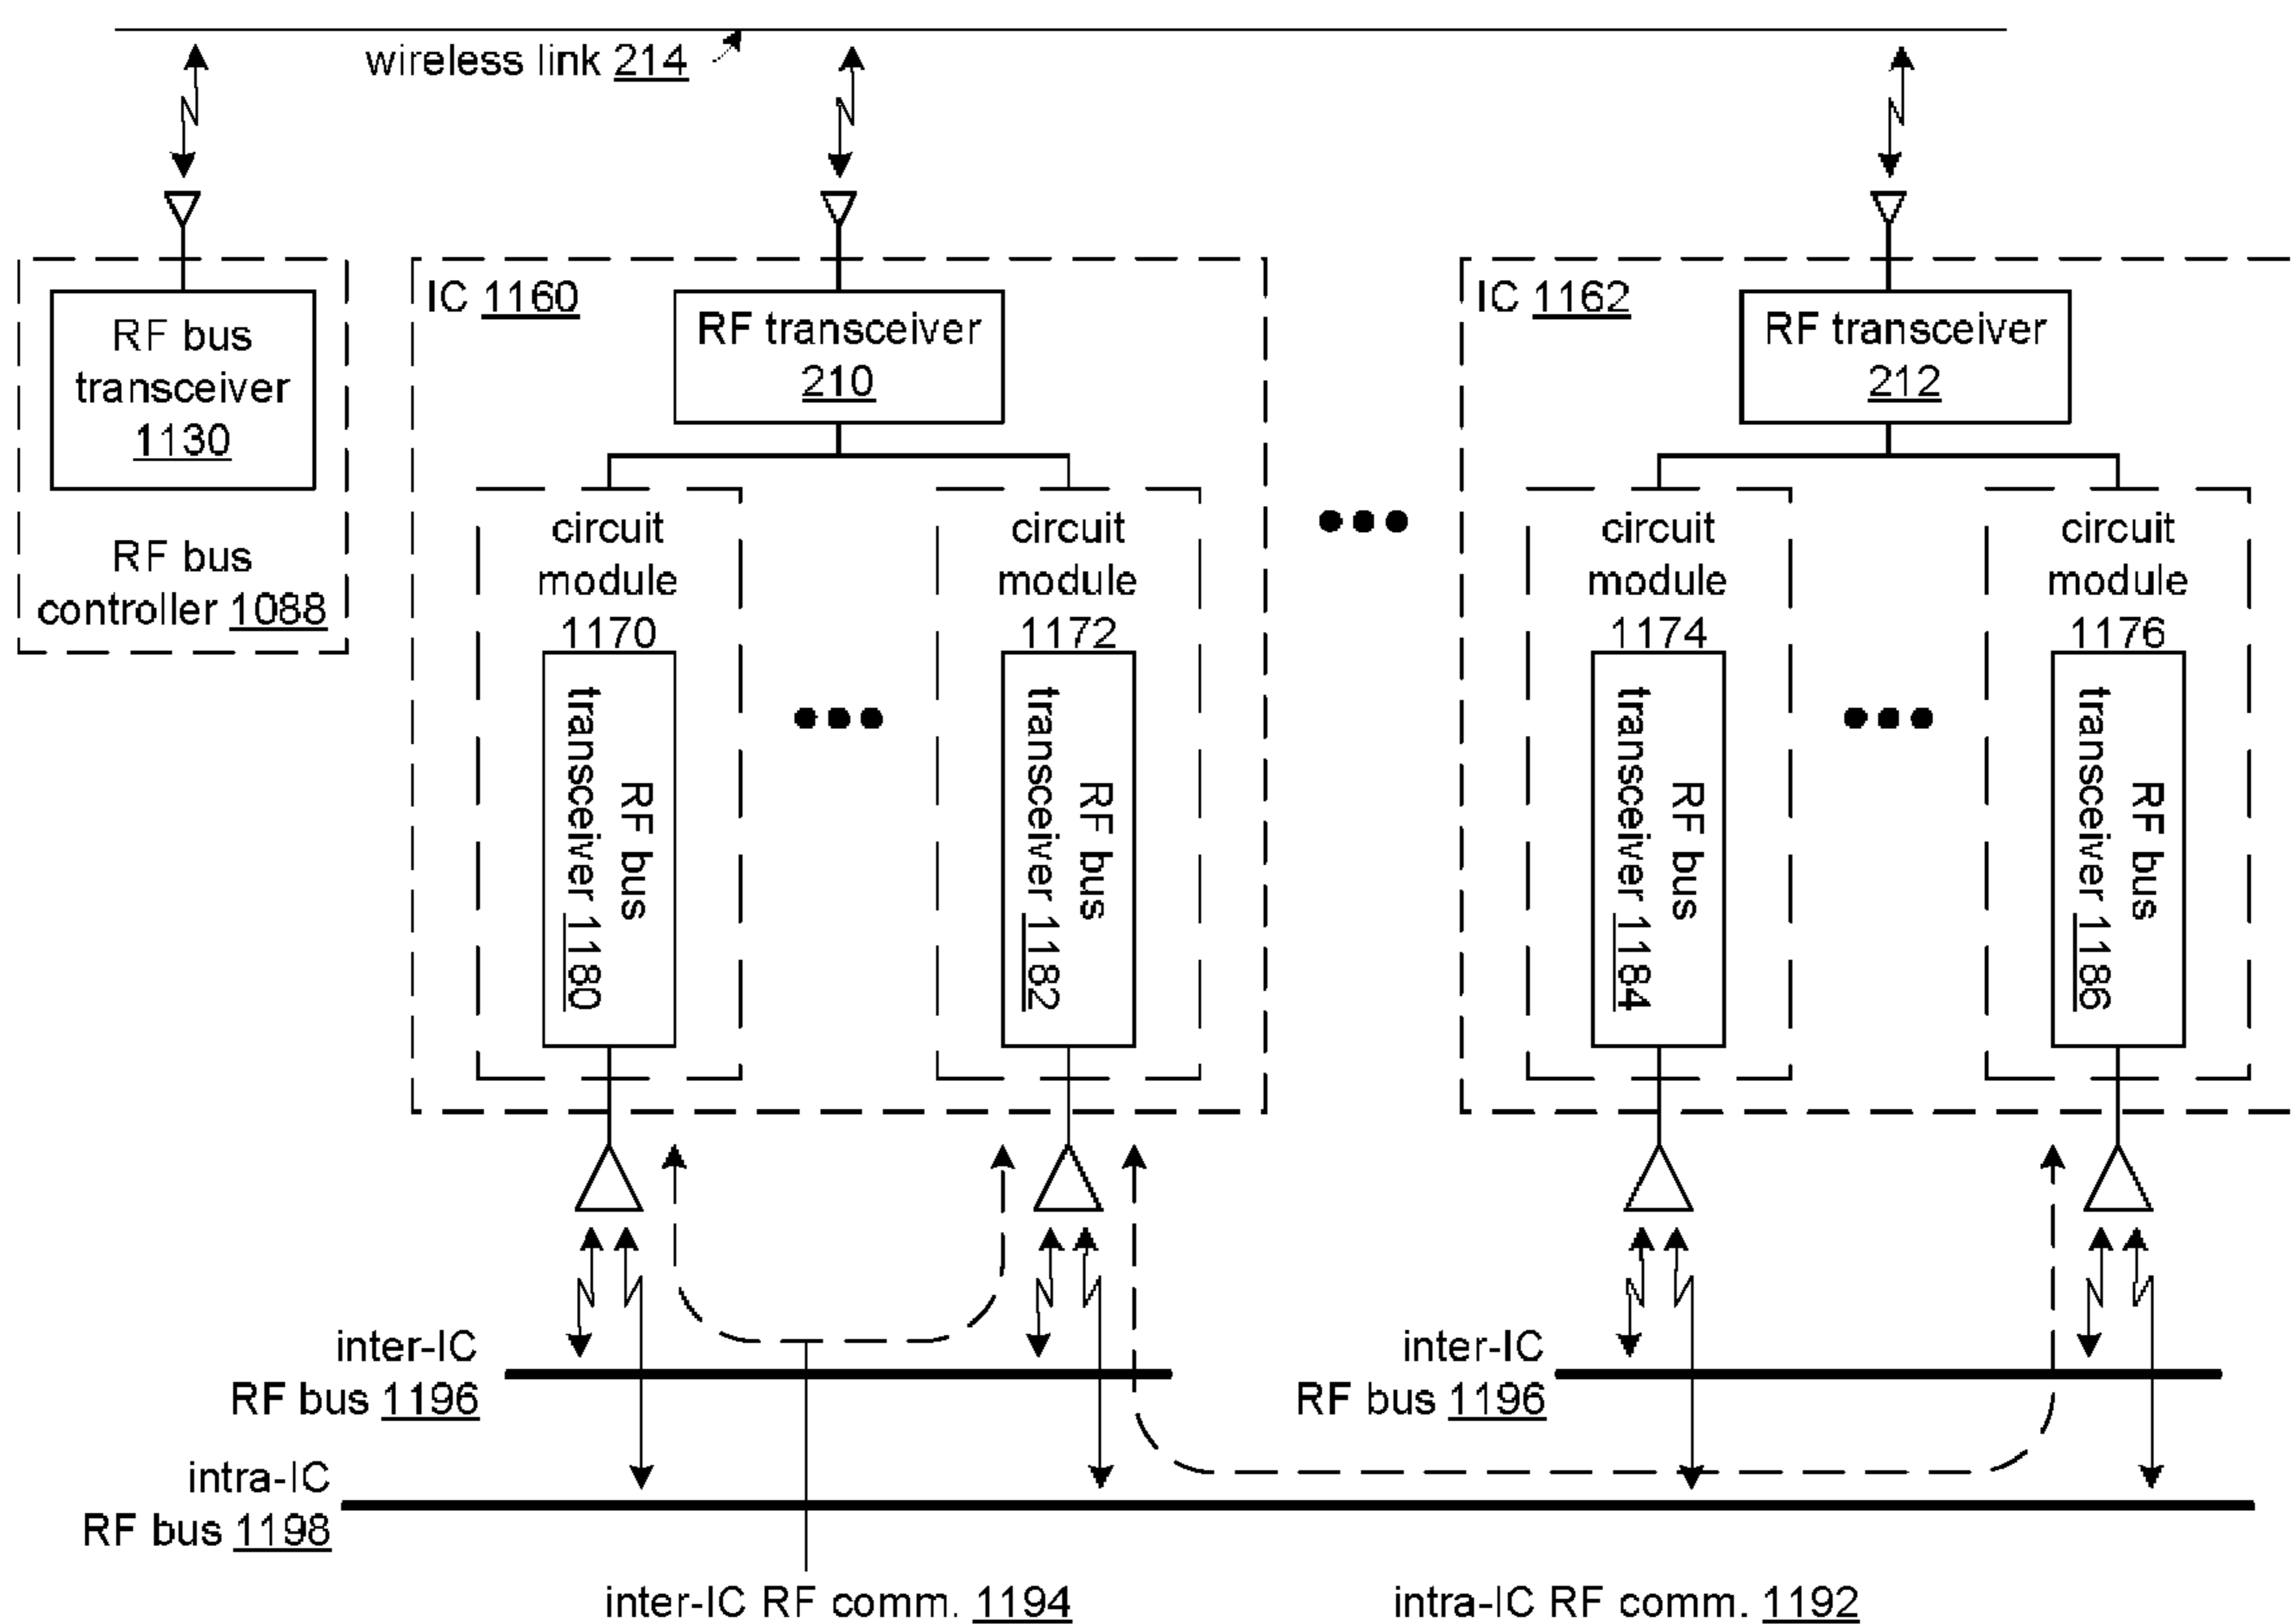 wireless link 214
RF bus
transceiver
1130
RF bus
controller 1088
IC 1160
RF transceiver
210
circuit
module
1170
RF bus
transceiver 1180
circuit
module
1172
RF bus
transceiver 1182
IC 1162
RF transceiver
212
circuit
module
1174
RF bus
transceiver 1184
circuit
module
1176
RF bus
transceiver 1186
inter-IC
RF bus 1196
inter-IC
RF bus 1196
intra-IC
RF bus 1198
inter-IC RF comm. 1194
intra-IC RF comm. 1192